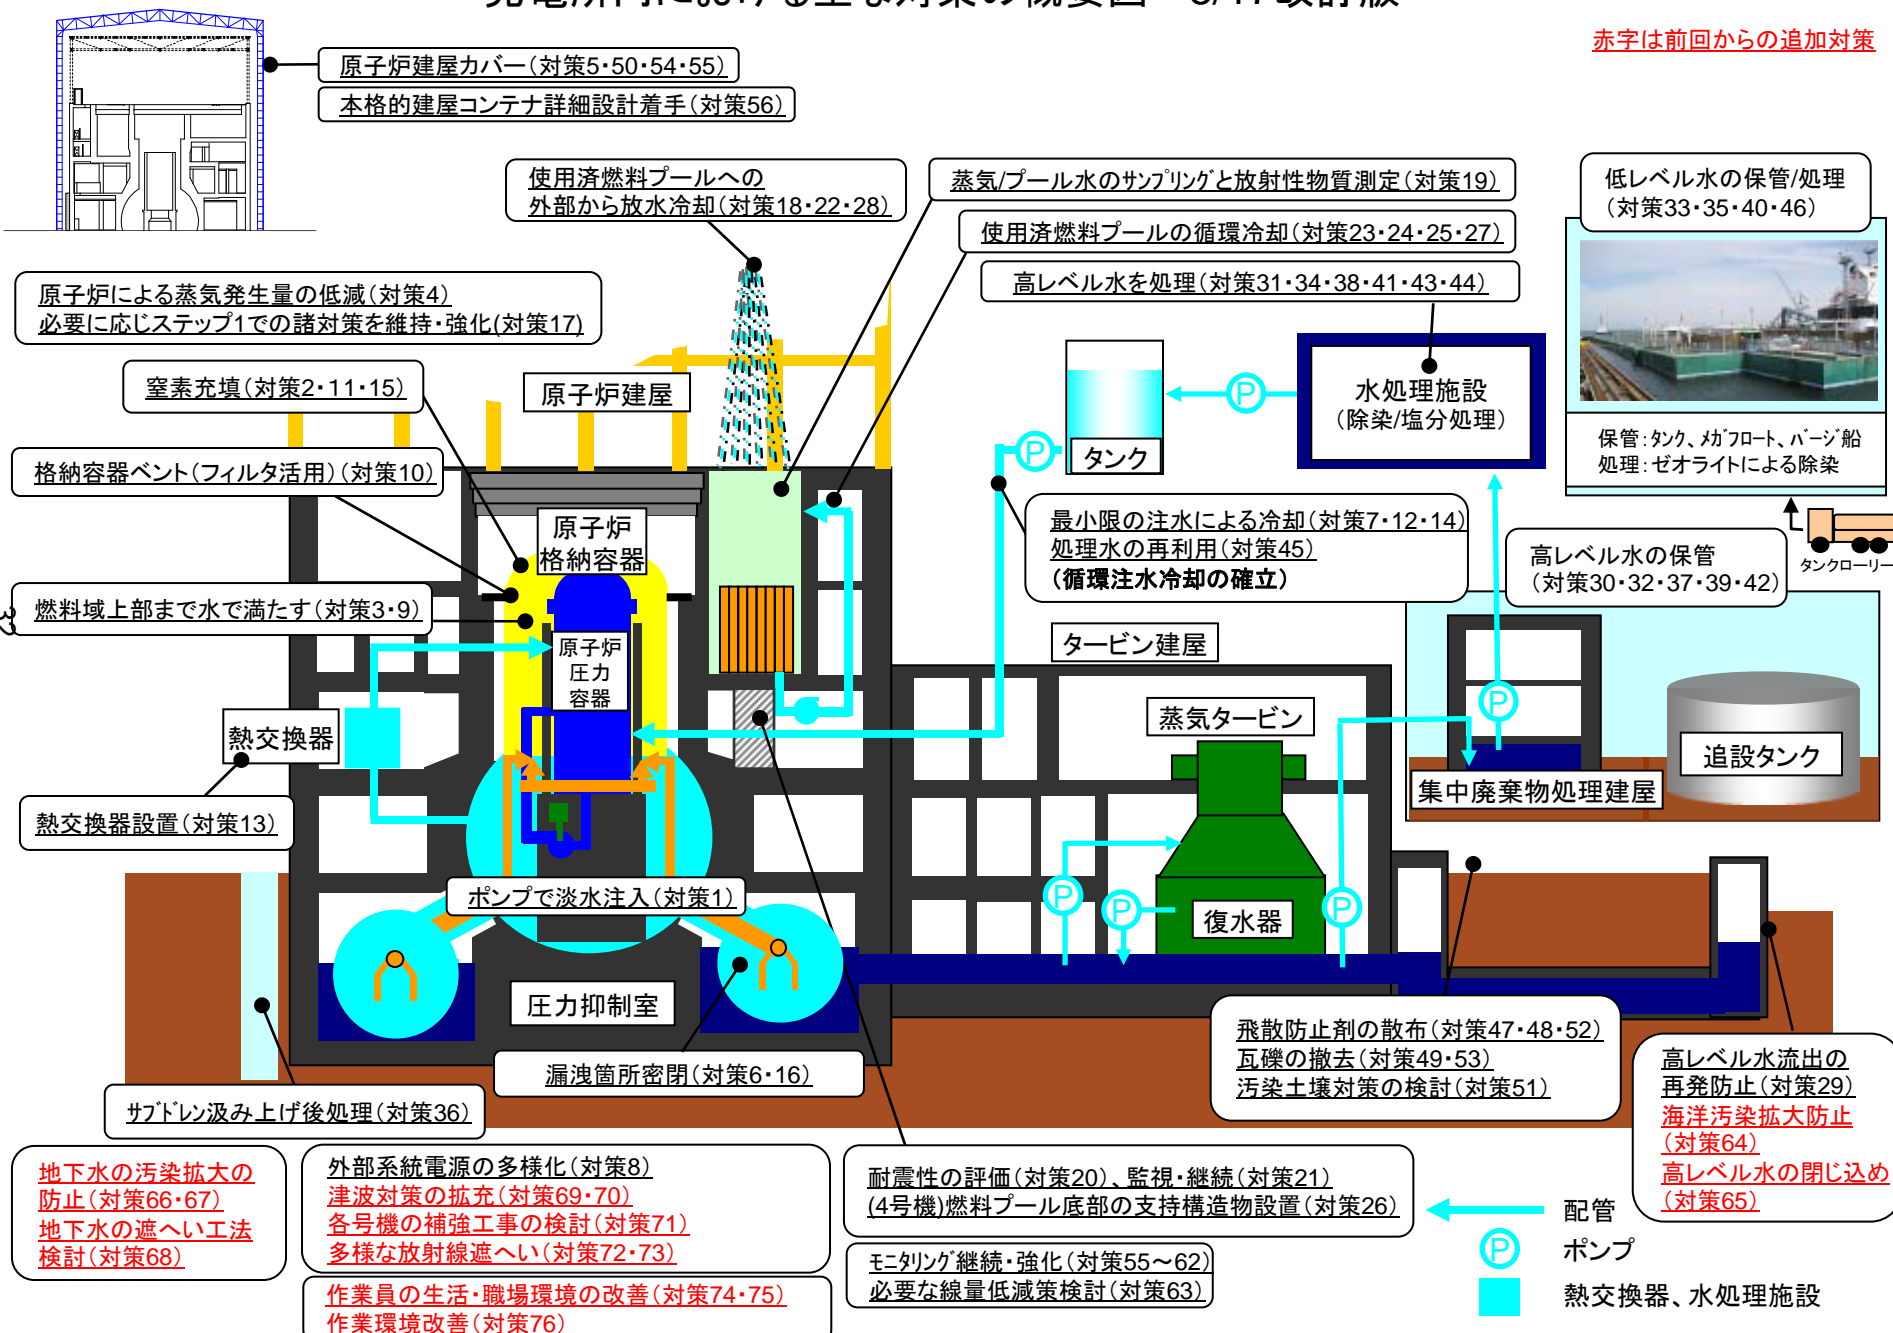 赤字は前回からの追加対策
原子炉建屋カバー(対策5・50・54・55)
本格的建屋コンテナ詳細設計着手(対策56)
使用済燃料プールへの
外部から放水冷却(対策18・22・28)
蒸気/プール水のサンプリングと放射性物質測定(対策19)
使用済燃料プールの循環冷却(対策23・24・25・27)
高レベル水を処理(対策31・34・38・41・43・44)
低レベル水の保管/処理
(対策33・35・40・46)
原子炉による蒸気発生量の低減(対策4)
必要に応じステップ1での諸対策を維持・強化(対策17)
窒素充填(対策2・11・15)
原子炉建屋
格納容器ベント(フィルタ活用)(対策10)
P
P
タンク
水処理施設
(除染/塩分処理)
保管:タンク、メガフロート、バージ船
処理:ゼオライトによる除染
タンクローリー
原子炉
格納容器
最小限の注水による冷却(対策7・12・14)
処理水の再利用(対策45)
(循環注水冷却の確立)
高レベル水の保管
(対策30・32・37・39・42)
燃料域上部まで水で満たす(対策3・9)
32
原子炉
圧力
容器
タービン建屋
熱交換器
蒸気タービン
P
追設タンク
集中廃棄物処理建屋
熱交換器設置(対策13)
ポンプで淡水注入(対策1)
P
P
P
復水器
圧力抑制室
漏洩箇所密閉(対策6・16)
サブドレン汲み上げ後処理(対策36)
飛散防止剤の散布(対策47・48・52)
瓦礫の撤去(対策49・53)
汚染土壌対策の検討(対策51)
高レベル水流出の
再発防止(対策29)
海洋汚染拡大防止
(対策64)
高レベル水の閉じ込め
(対策65)
地下水の汚染拡大の
防止(対策66・67)
地下水の遮へい工法
検討(対策68)
外部系統電源の多様化(対策8)
津波対策の拡充(対策69・70)
各号機の補強工事の検討(対策71)
多様な放射線遮へい(対策72・73)
作業員の生活・職場環境の改善(対策74・75)
作業環境改善(対策76)
耐震性の評価(対策20)、監視・継続(対策21)
(4号機)燃料プール底部の支持構造物設置(対策26)
モニタリング継続・強化(対策55～62)
必要な線量低減策検討(対策63)
配管
P
ポンプ
熱交換器、水処理施設